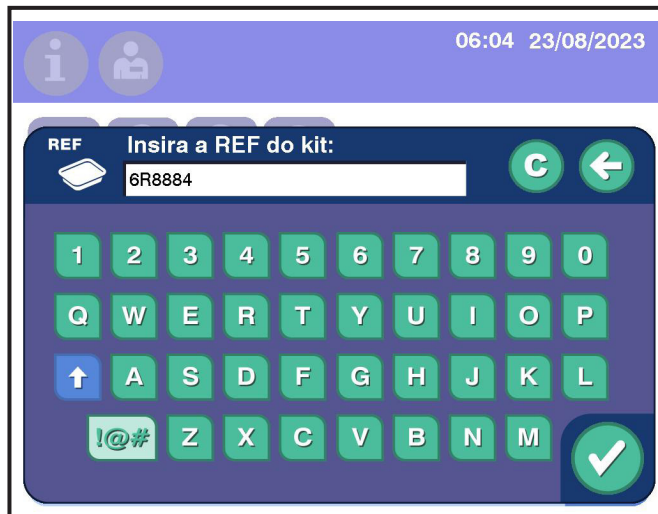 06:04 23/08/2023
REF
Insira a REF do kit:
6R8884
C
1 2 3 4 5 6 7 8 9 0
Q W E R T Y U I O P
A S D F G H J K L
!@# Z X C V B N M